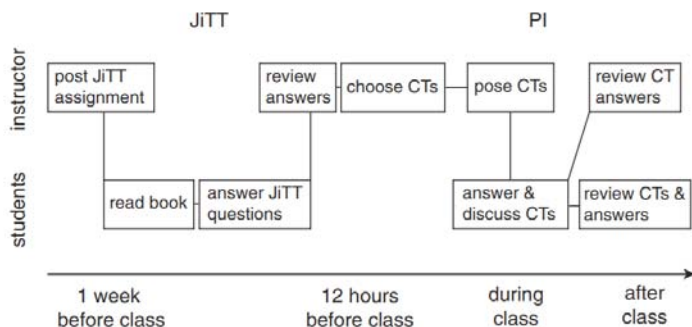 JiTT
PI
instructor
post JiTT
assignment
review
answers
choose CTs
pose CTs
review CT
answers
students
read book
answer JiTT
questions
answer &
discuss CTs
review CTs &
answers
1 week
before class
12 hours
before class
during
class
after
class